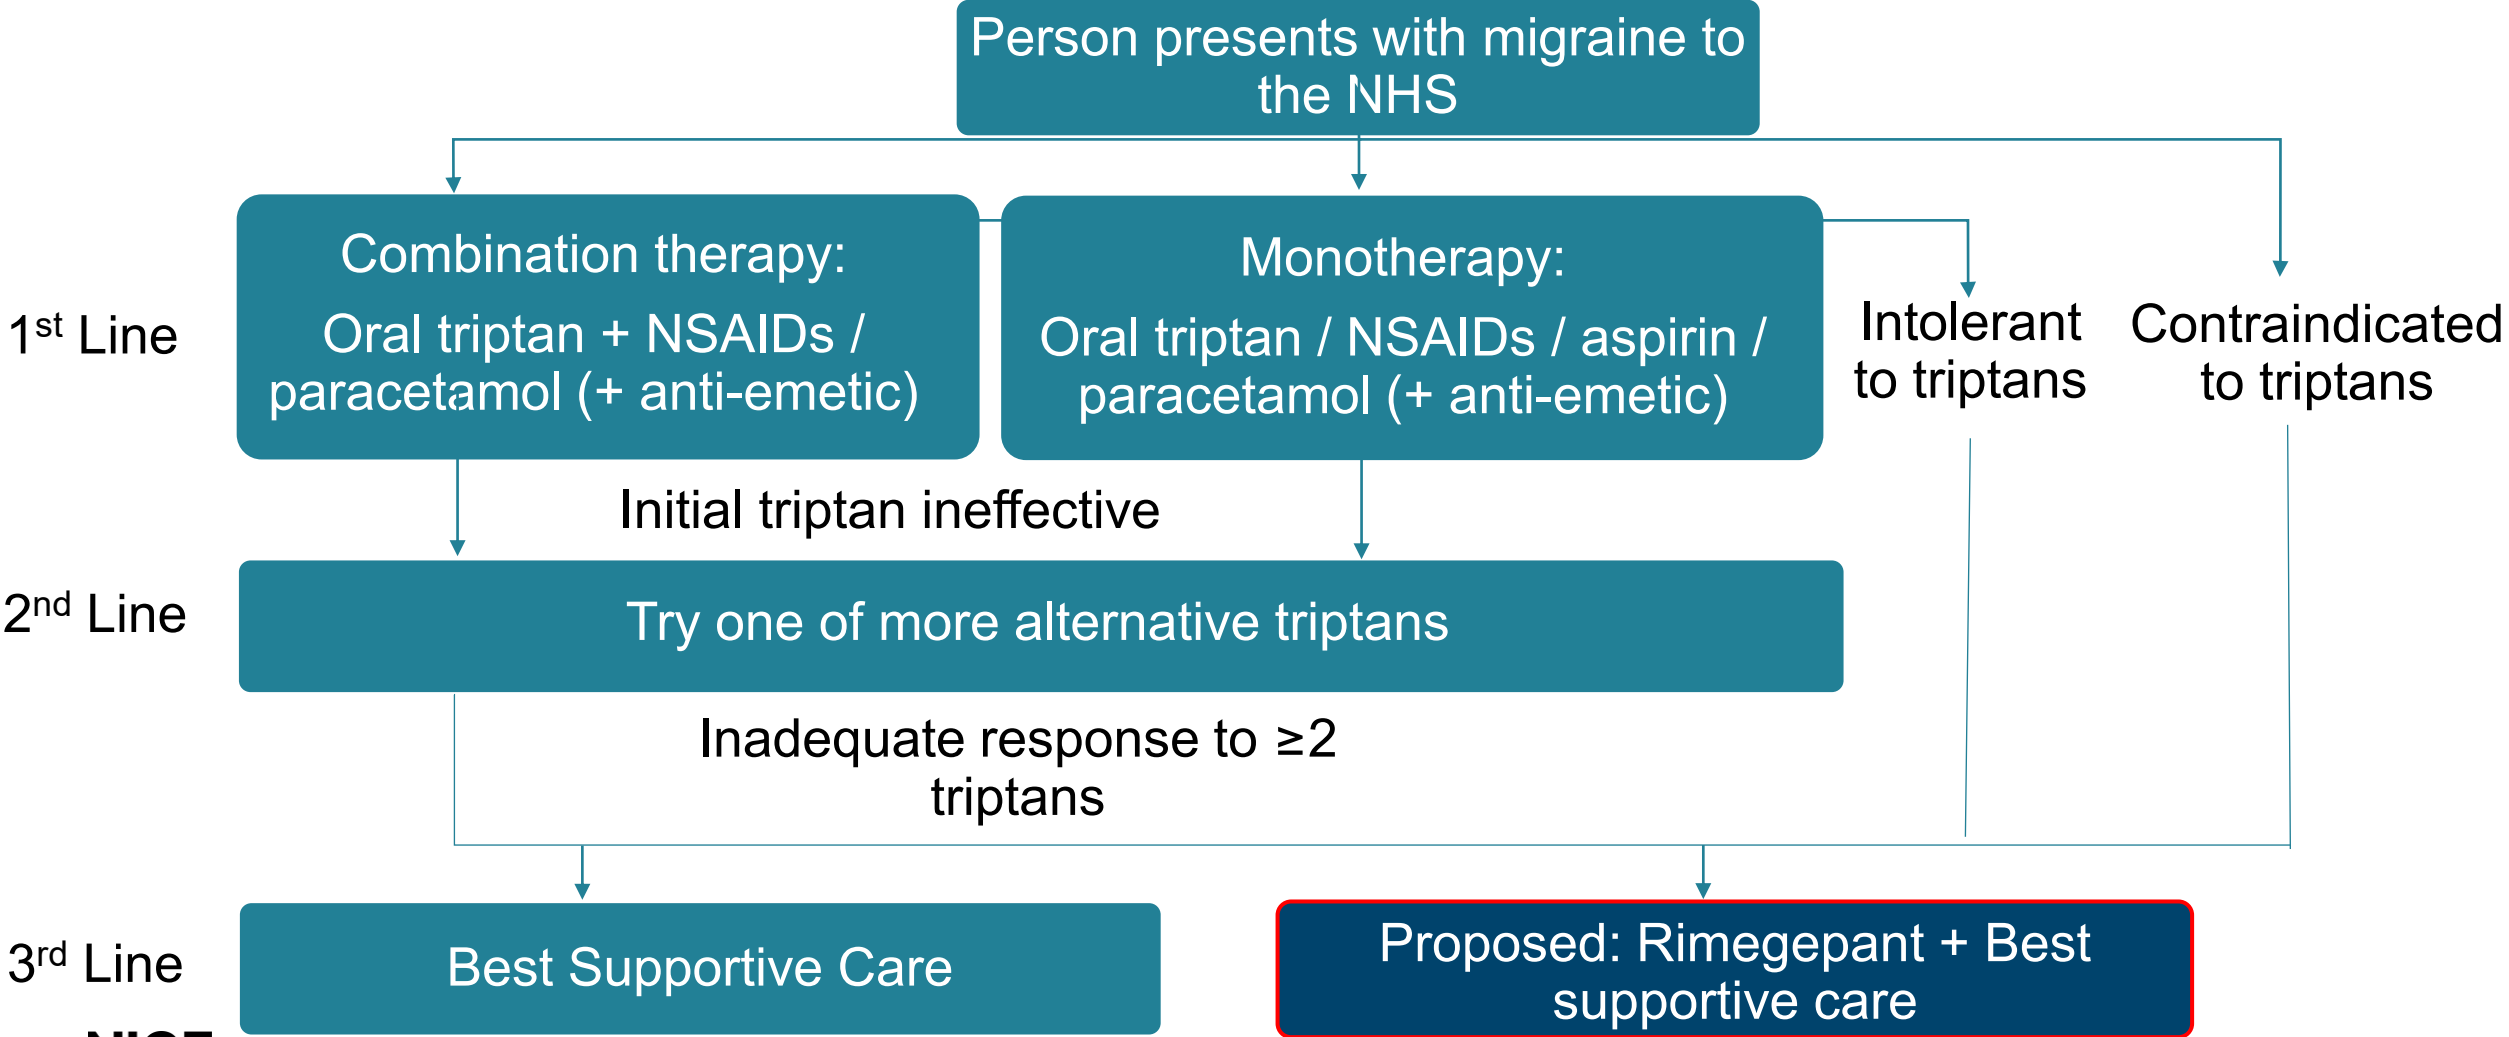 Person presents with migraine to
the NHS
Combination therapy:
Oral triptan + NSAIDs /
paracetamol (+ anti-emetic)
Monotherapy:
Oral triptan / NSAIDs / aspirin /
paracetamol (+ anti-emetic)
Intolerant
to triptans
Contraindicated
to triptans
1st Line
Initial triptan ineffective
2nd Line
Try one of more alternative triptans
Inadequate response to ≥2
triptans
3rd Line
Best Supportive Care
Proposed: Rimegepant + Best
supportive care